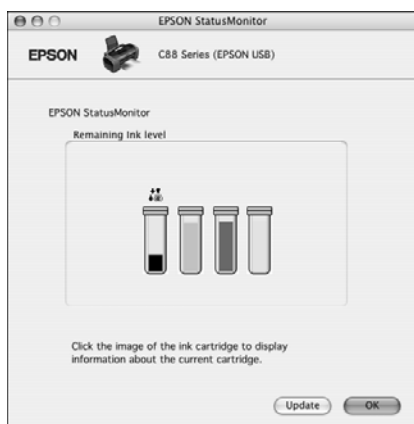 EPSON StatusMonitor
EPSON
C88 Series (EPSON USB)
EPSON StatusMonitor
Remaining Ink level
Click the image of the ink cartridge to display
information about the current cartridge.
Update
OK